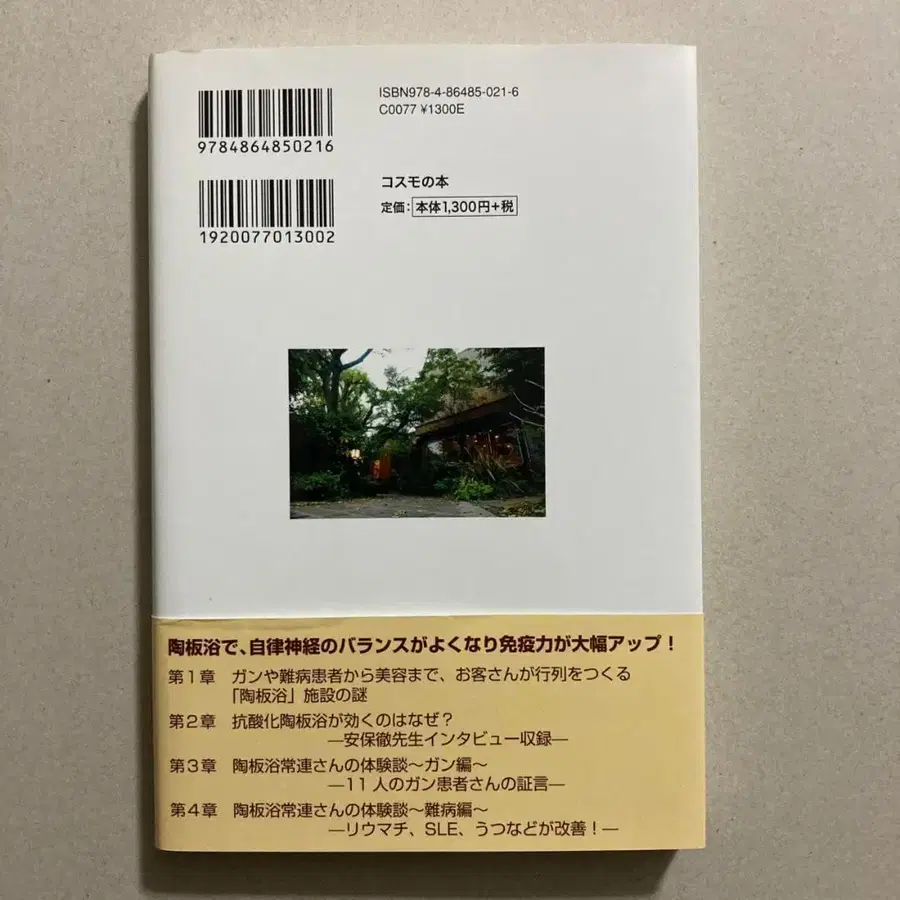 ISBN978-4-86485-021-6
C0077 ¥1300E
9784864850216
コスモの本
定価：本体1,300円+税
1920077013002
陶板浴で、自律神経のバランスがよくなり免疫力が大幅アップ！
第１章 ガンや難病患者から美容まで、お客さんが行列をつくる
「陶板浴」施設の謎
第２章 抗酸化陶板浴が効くのはなぜ？
―安保徹先生インタビュー収録―
第３章 陶板浴常連さんの体験談～ガン編～
―11人のガン患者さんの証言―
第４章 陶板浴常連さんの体験談～難病編～
―リウマチ、SLE、うつなどが改善！―